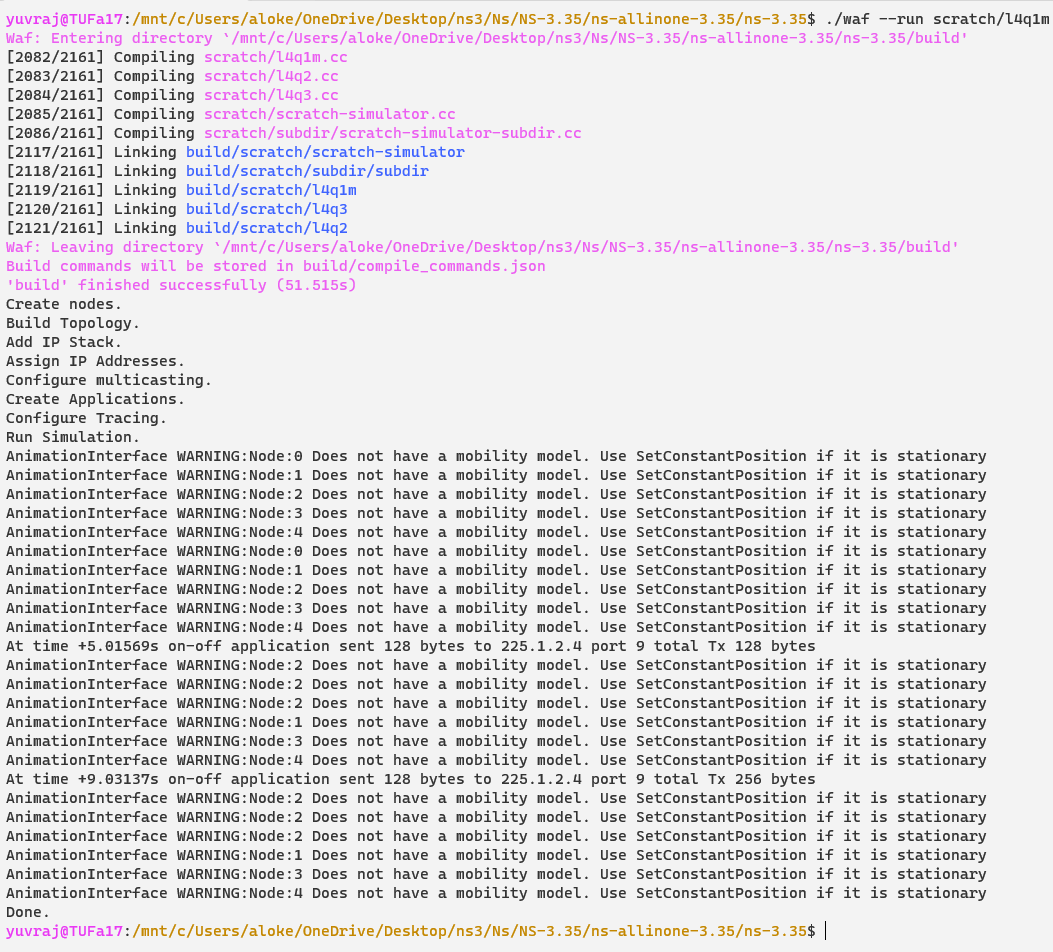 yuvraj@TUFa17:/mnt/c/Users/aloke/OneDrive/Desktop/ns3/Ns/NS-3.35/ns-allinone-3.35/ns-3.35$ ./waf --run scratch/l4q1m
Waf: Entering directory `/mnt/c/Users/aloke/OneDrive/Desktop/ns3/Ns/NS-3.35/ns-allinone-3.35/ns-3.35/build'
[2082/2161] Compiling scratch/l4q1m.cc
[2083/2161] Compiling scratch/l4q2.cc
[2084/2161] Compiling scratch/l4q3.cc
[2085/2161] Compiling scratch/scratch-simulator.cc
[2086/2161] Compiling scratch/subdir/scratch-simulator-subdir.cc
[2117/2161] Linking build/scratch/scratch-simulator
[2118/2161] Linking build/scratch/subdir/subdir
[2119/2161] Linking build/scratch/l4q1m
[2120/2161] Linking build/scratch/l4q3
[2121/2161] Linking build/scratch/l4q2
Waf: Leaving directory `/mnt/c/Users/aloke/OneDrive/Desktop/ns3/Ns/NS-3.35/ns-allinone-3.35/ns-3.35/build'
Build commands will be stored in build/compile_commands.json
'build' finished successfully (51.515s)
Create nodes.
Build Topology.
Add IP Stack.
Assign IP Addresses.
Configure multicasting.
Create Applications.
Configure Tracing.
Run Simulation.
AnimationInterface WARNING:Node:0 Does not have a mobility model. Use SetConstantPosition if it is stationary
AnimationInterface WARNING:Node:1 Does not have a mobility model. Use SetConstantPosition if it is stationary
AnimationInterface WARNING:Node:2 Does not have a mobility model. Use SetConstantPosition if it is stationary
AnimationInterface WARNING:Node:3 Does not have a mobility model. Use SetConstantPosition if it is stationary
AnimationInterface WARNING:Node:4 Does not have a mobility model. Use SetConstantPosition if it is stationary
AnimationInterface WARNING:Node:0 Does not have a mobility model. Use SetConstantPosition if it is stationary
AnimationInterface WARNING:Node:1 Does not have a mobility model. Use SetConstantPosition if it is stationary
AnimationInterface WARNING:Node:2 Does not have a mobility model. Use SetConstantPosition if it is stationary
AnimationInterface WARNING:Node:3 Does not have a mobility model. Use SetConstantPosition if it is stationary
AnimationInterface WARNING:Node:4 Does not have a mobility model. Use SetConstantPosition if it is stationary
At time +5.01569s on-off application sent 128 bytes to 225.1.2.4 port 9 total Tx 128 bytes
AnimationInterface WARNING:Node:2 Does not have a mobility model. Use SetConstantPosition if it is stationary
AnimationInterface WARNING:Node:2 Does not have a mobility model. Use SetConstantPosition if it is stationary
AnimationInterface WARNING:Node:2 Does not have a mobility model. Use SetConstantPosition if it is stationary
AnimationInterface WARNING:Node:1 Does not have a mobility model. Use SetConstantPosition if it is stationary
AnimationInterface WARNING:Node:3 Does not have a mobility model. Use SetConstantPosition if it is stationary
AnimationInterface WARNING:Node:4 Does not have a mobility model. Use SetConstantPosition if it is stationary
At time +9.03137s on-off application sent 128 bytes to 225.1.2.4 port 9 total Tx 256 bytes
AnimationInterface WARNING:Node:2 Does not have a mobility model. Use SetConstantPosition if it is stationary
AnimationInterface WARNING:Node:2 Does not have a mobility model. Use SetConstantPosition if it is stationary
AnimationInterface WARNING:Node:2 Does not have a mobility model. Use SetConstantPosition if it is stationary
AnimationInterface WARNING:Node:1 Does not have a mobility model. Use SetConstantPosition if it is stationary
AnimationInterface WARNING:Node:3 Does not have a mobility model. Use SetConstantPosition if it is stationary
AnimationInterface WARNING:Node:4 Does not have a mobility model. Use SetConstantPosition if it is stationary
Done.
yuvraj@TUFa17:/mnt/c/Users/aloke/OneDrive/Desktop/ns3/Ns/NS-3.35/ns-allinone-3.35/ns-3.35$